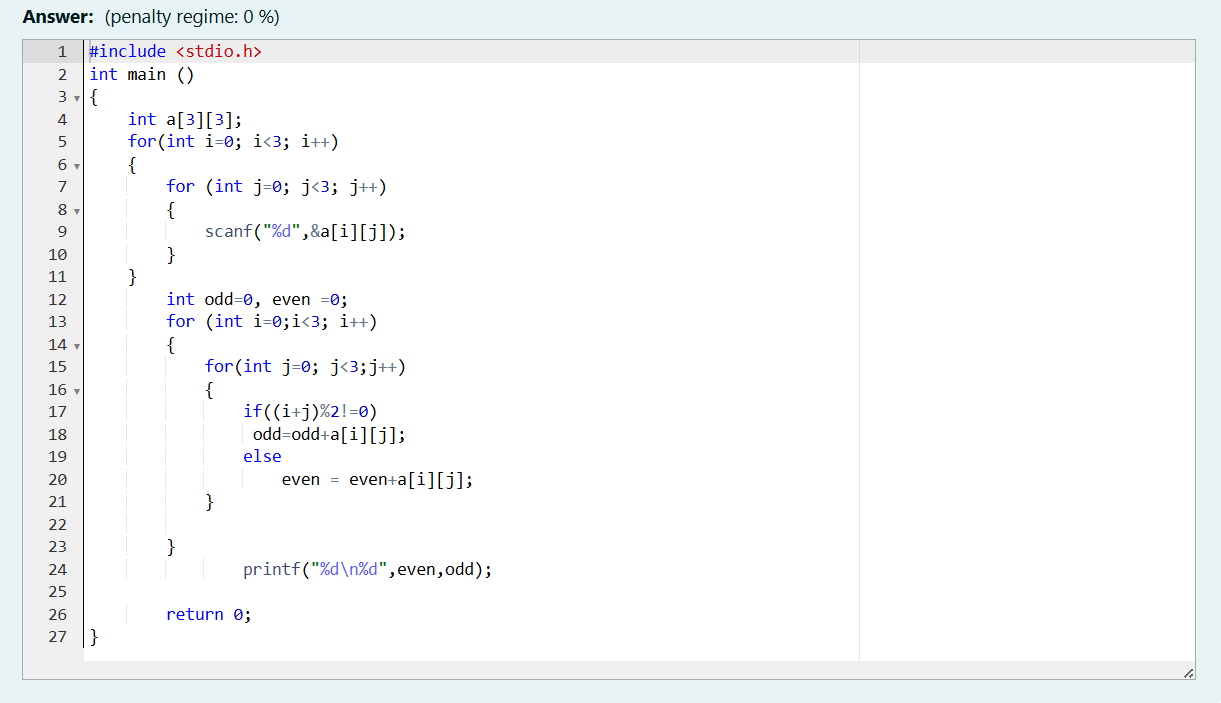 Answer: (penalty regime: 0 %)
1 #include <stdio.h>
2 int main ()
3 {
4     int a[3][3];
5     for(int i=0; i<3; i++)
6     {
7         for (int j=0; j<3; j++)
8         {
9             scanf("%d",&a[i][j]);
10         }
11     }
12         int odd=0, even =0;
13         for (int i=0;i<3; i++)
14         {
15             for(int j=0; j<3;j++)
16             {
17                 if((i+j)%2!=0)
18                  odd=odd+a[i][j];
19                 else
20                     even = even+a[i][j];
21             }
22
23         }
24                 printf("%d\n%d",even,odd);
25
26         return 0;
27 }